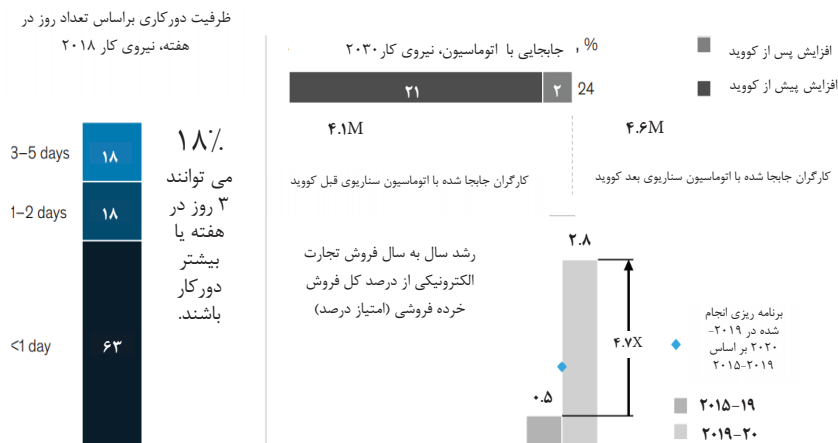 ظرفیت دورکاری براساس تعداد روز در
هفته، نیروی کار ۲۰۱۸
3–5 days
۱۸
1–2 days
۱۸
<1 day
۶۳
۱۸٪
می توانند
۳ روز در
هفته یا
بیشتر
دورکار
باشند.
جابجایی با اتوماسیون، نیروی کار ۲۰۳۰ , %
افزایش پس از کووید
افزایش پیش از کووید
۲۱
۲
24
۴.۱M
۴.۶M
کارگران جابجا شده با اتوماسیون سناریوی قبل کووید
کارگران جابجا شده با اتوماسیون سناریوی بعد کووید
رشد سال به سال فروش تجارت
الکترونیکی از درصد کل فروش
خرده فروشی (امتیاز درصد)
۲.۸
۴.۷X
۰.۵
برنامه ریزی انجام
شده در ۲۰۱۹-
۲۰۲۰ بر اساس
۲۰۱۵-۲۰۱۹
۲۰۱۵–۱۹
۲۰۱۹–۲۰